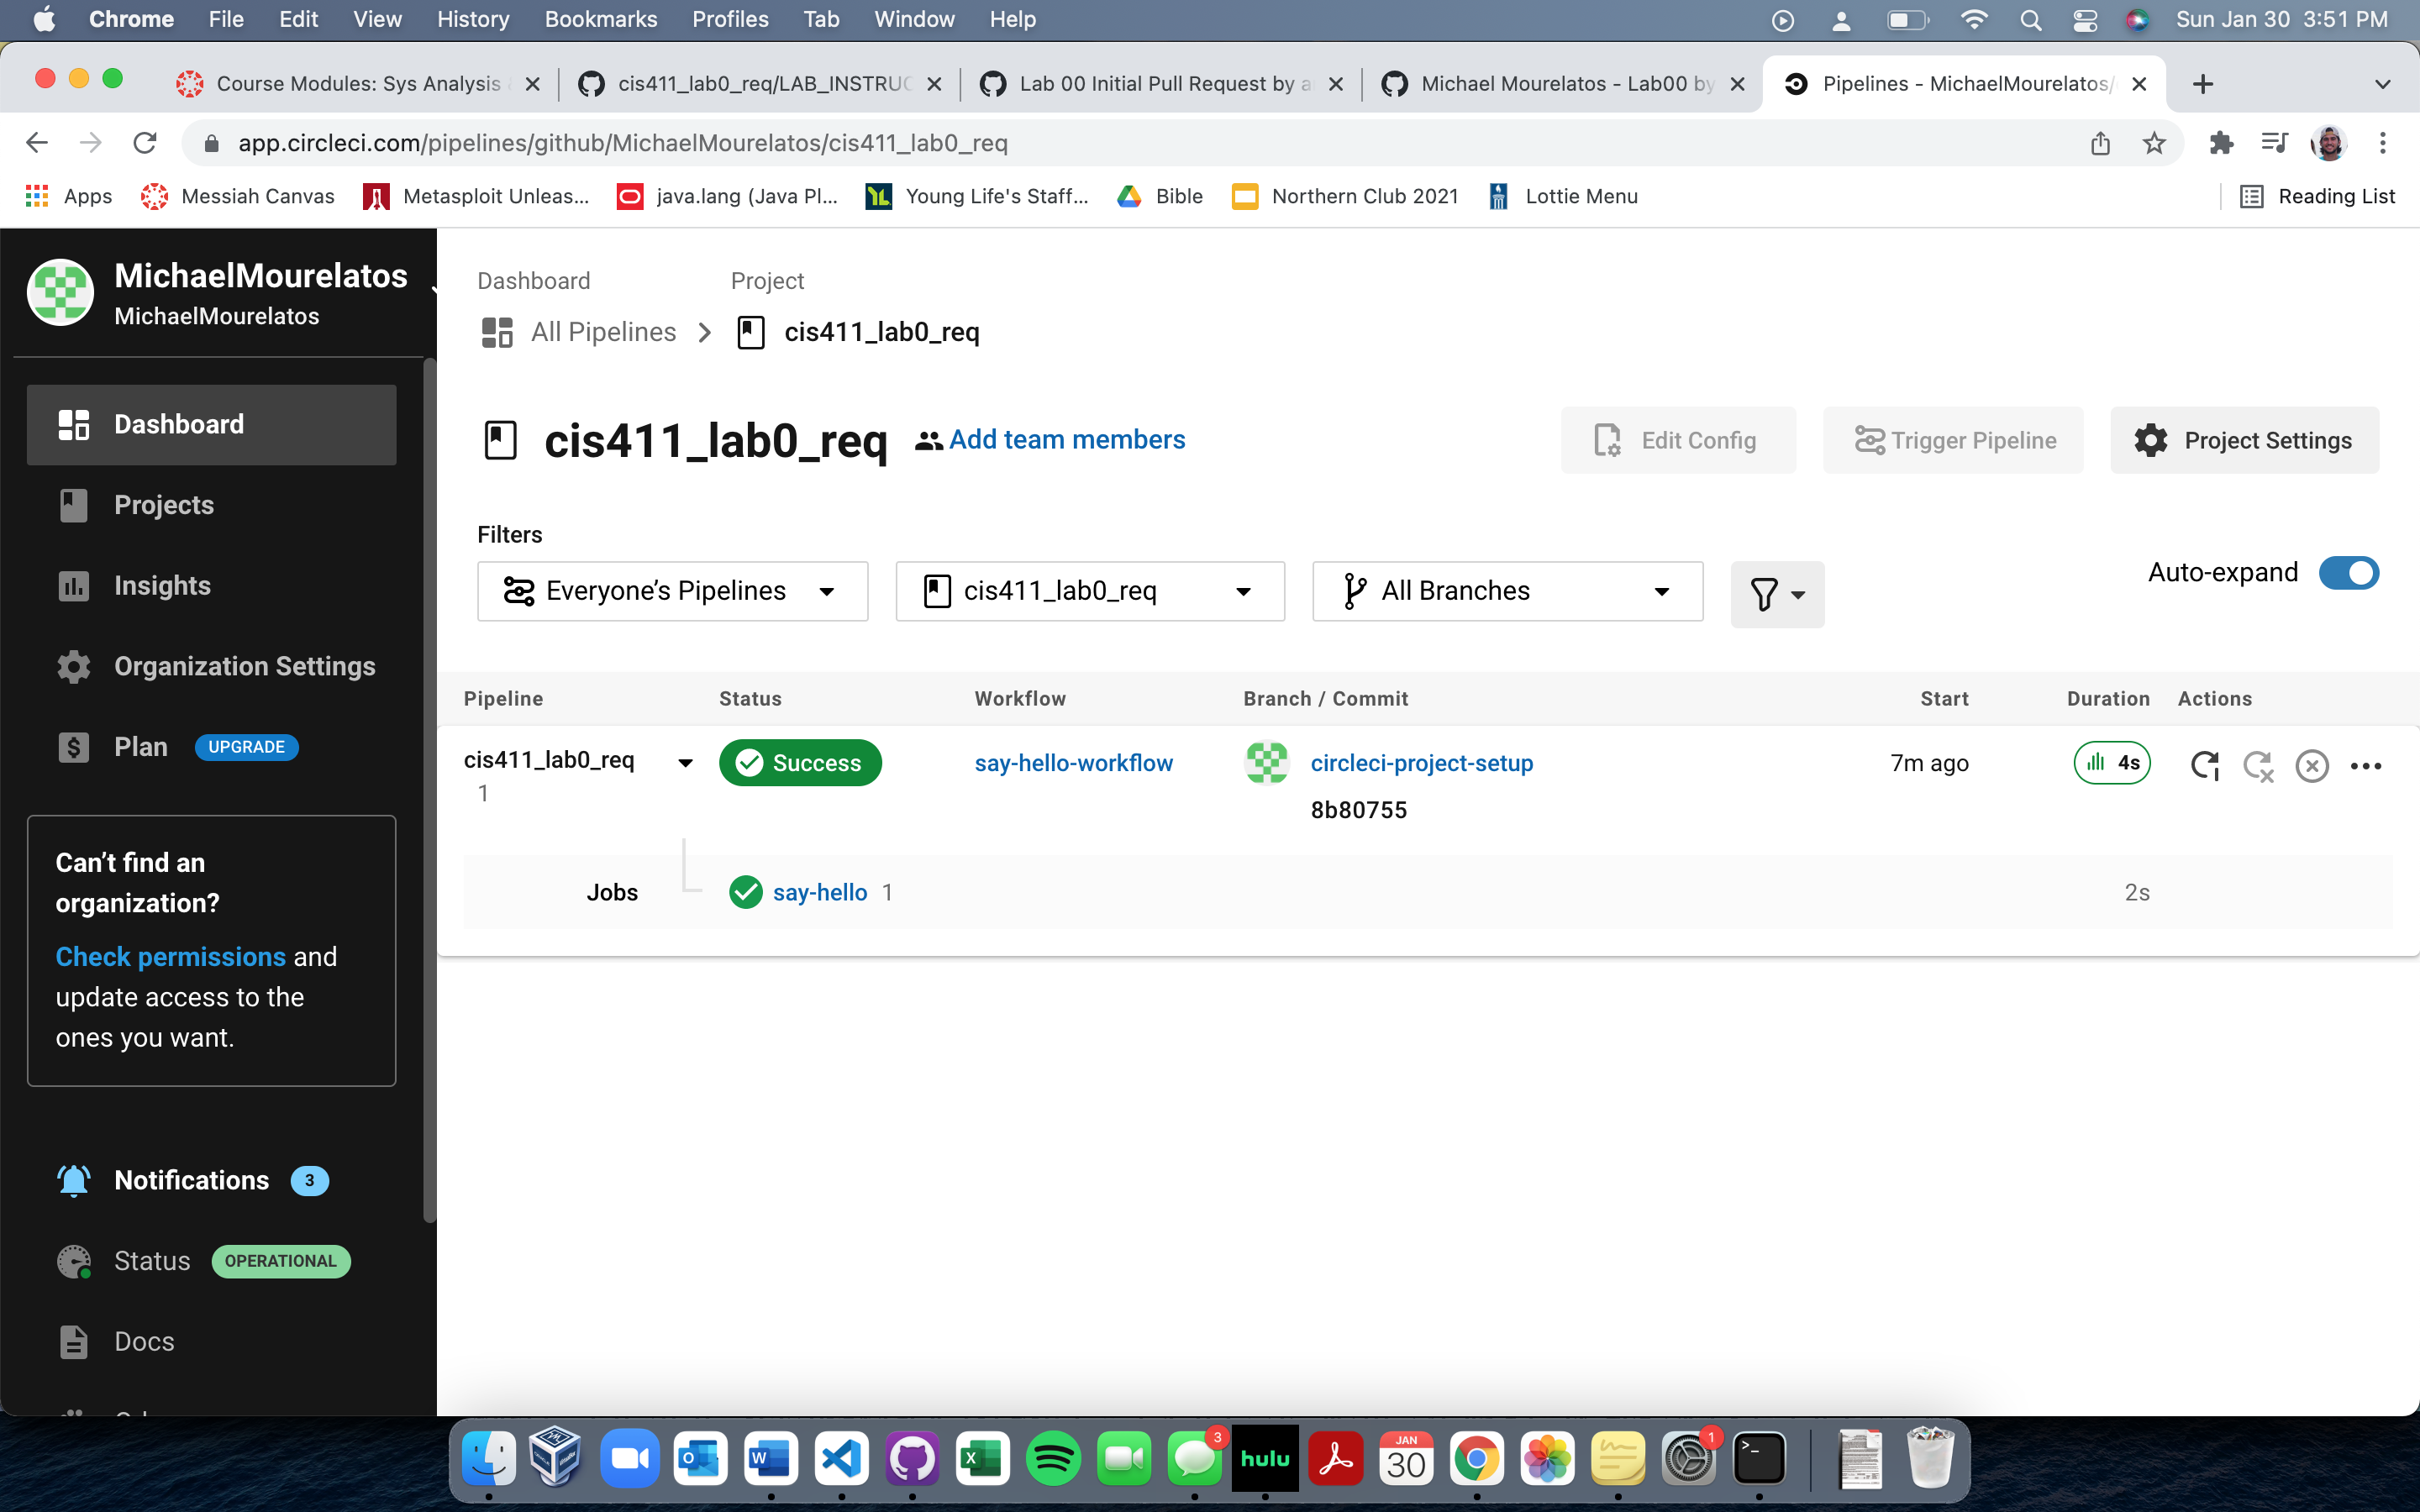 Chrome File Edit View History Bookmarks Profiles Tab Window Help Sun Jan 30 3:51 PM
Course Modules: Sys Analysis cis411_lab0_req/LAB_INSTRUC Lab 00 Initial Pull Request by a Michael Mourelatos - Lab00 by Pipelines - MichaelMourelatos/
app.circleci.com/pipelines/github/MichaelMourelatos/cis411_lab0_req
Apps Messiah Canvas Metasploit Unleas... java.lang (Java Pl... Young Life's Staff... Bible Northern Club 2021 Lottie Menu Reading List
MichaelMourelatos
MichaelMourelatos
Dashboard
Projects
Insights
Organization Settings
Plan UPGRADE
Can’t find an
organization?
Check permissions and
update access to the
ones you want.
Notifications 3
Status OPERATIONAL
Docs
Dashboard Project
All Pipelines cis411_lab0_req
cis411_lab0_req Add team members Edit Config Trigger Pipeline Project Settings
Filters
Everyone’s Pipelines cis411_lab0_req All Branches Auto-expand
Pipeline Status Workflow Branch / Commit Start Duration Actions
cis411_lab0_req Success say-hello-workflow circleci-project-setup 7m ago 4s
1 8b80755
Jobs say-hello 1 2s
3 hulu JAN 30 1